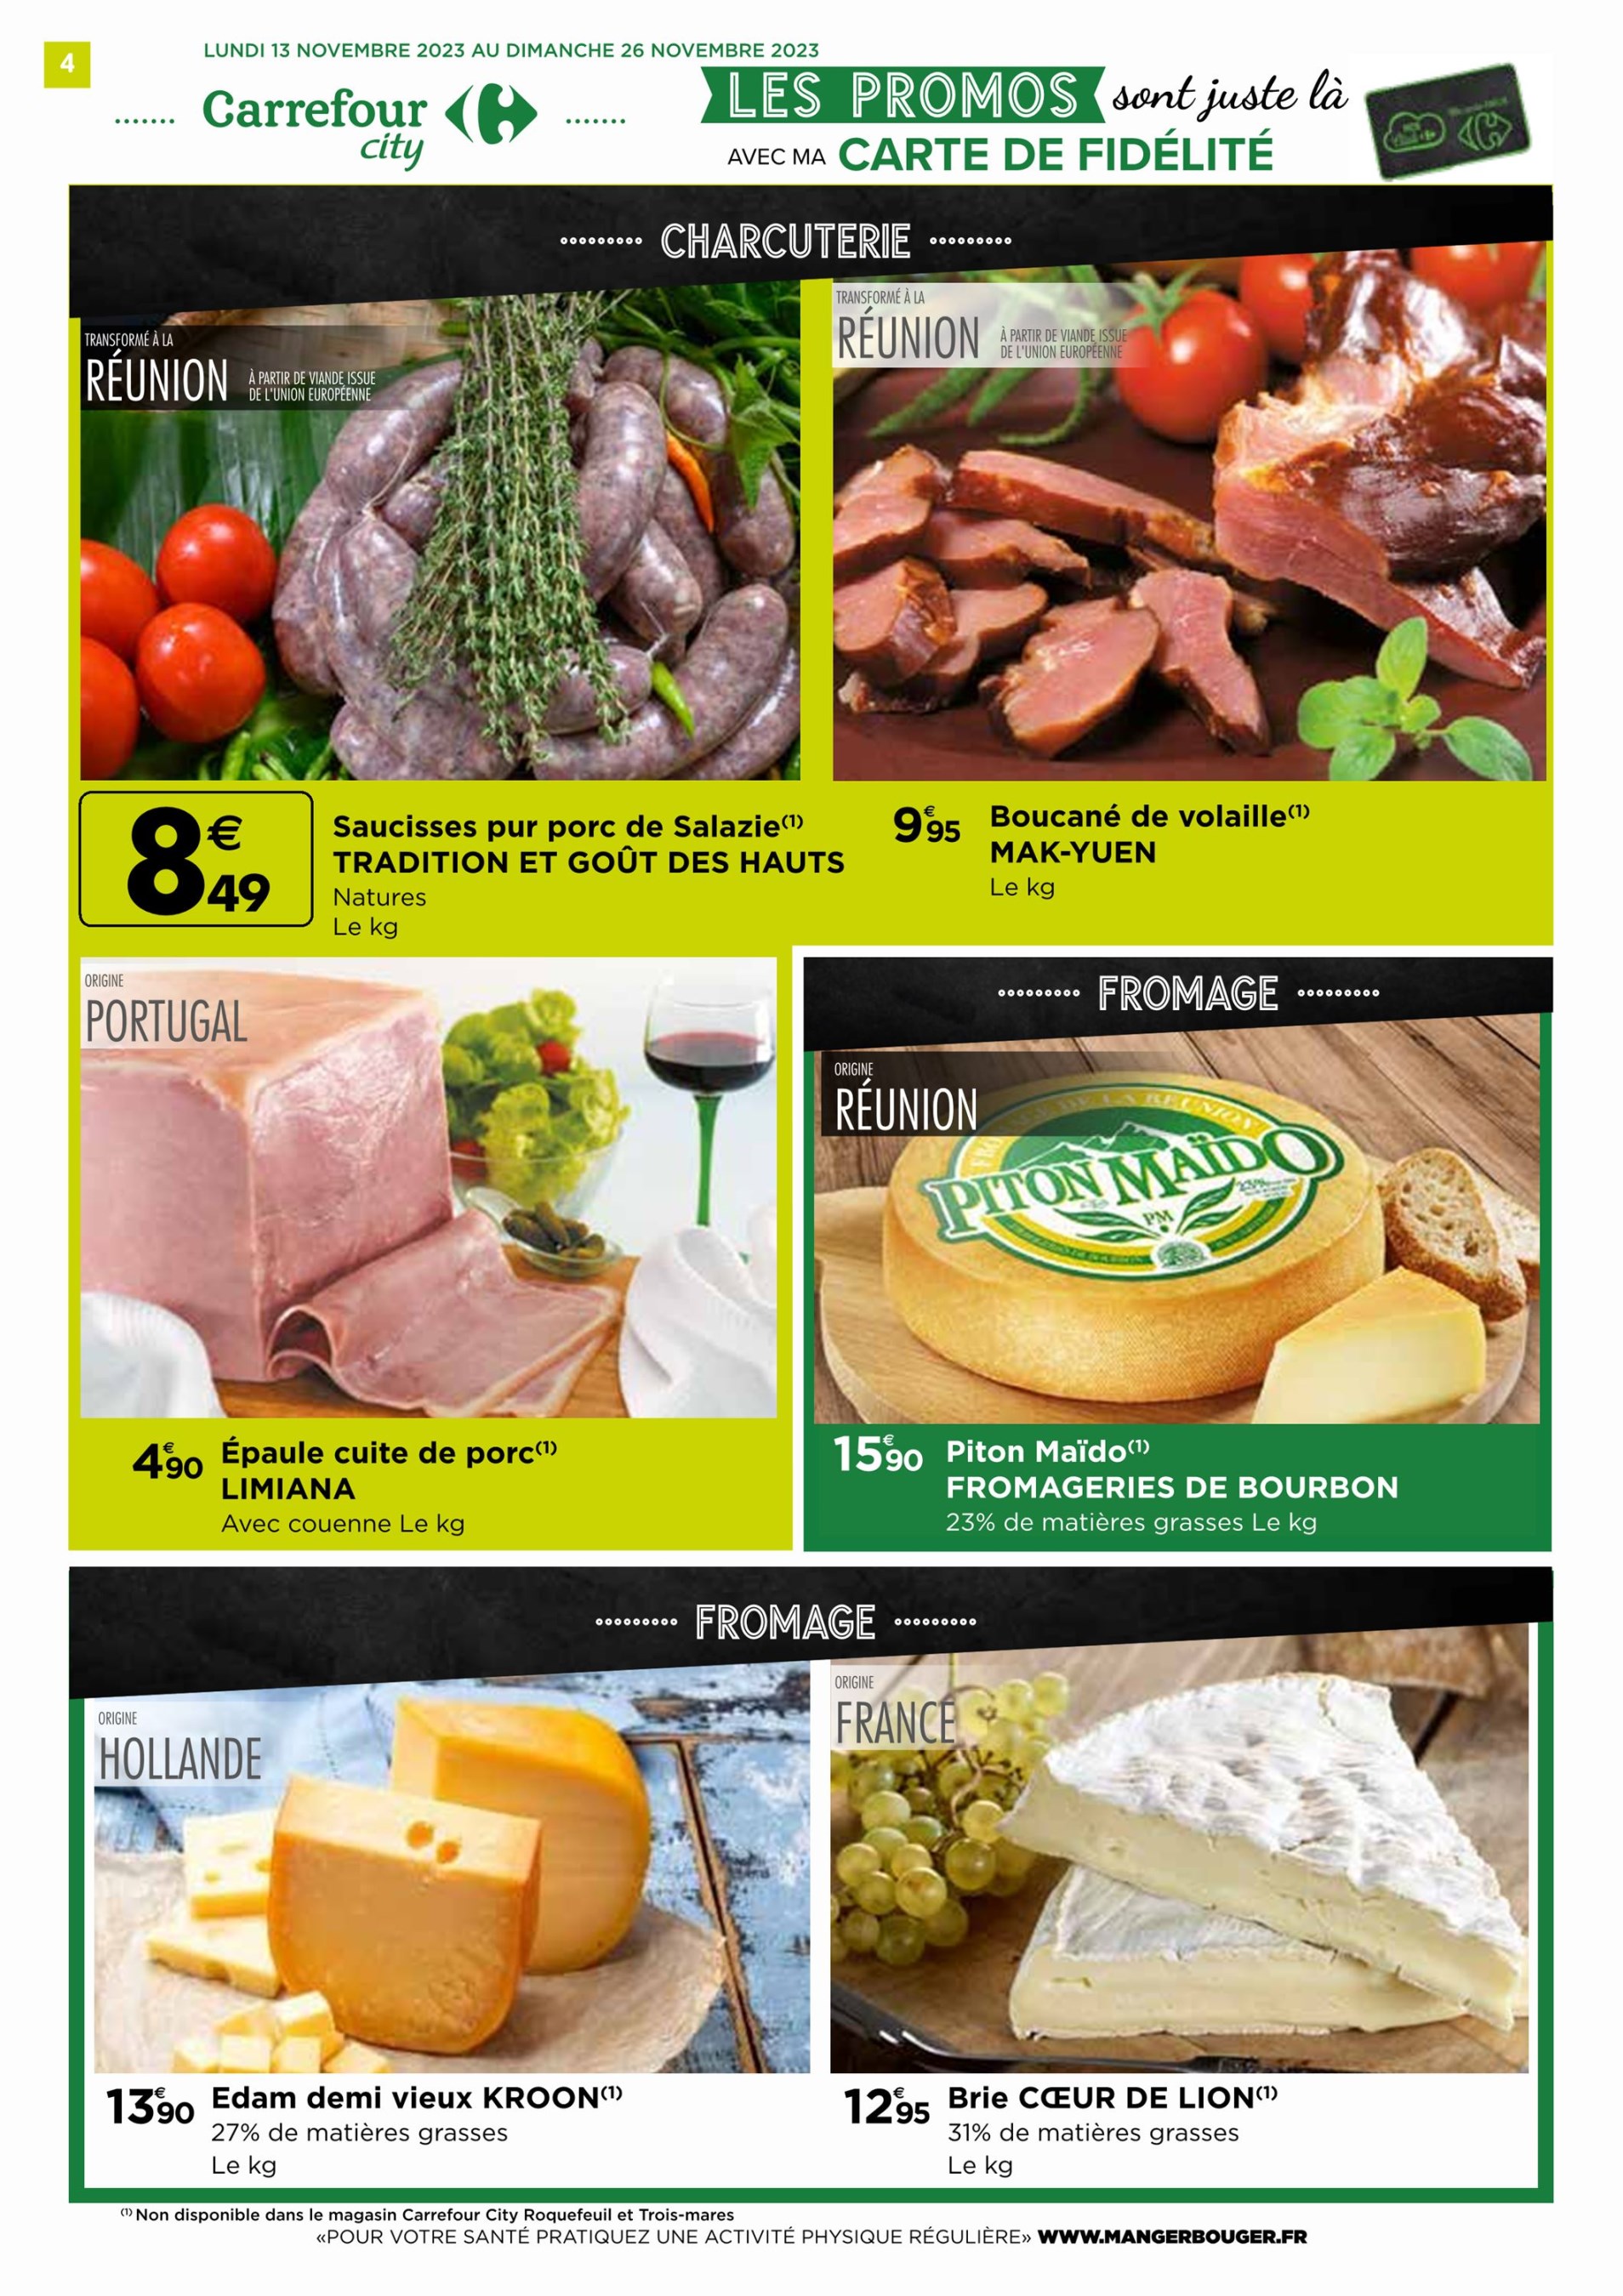 4
LUNDI 13 NOVEMBRE 2023 AU DIMANCHE 26 NOVEMBRE 2023
Carrefour
city
LES PROMOS sont juste là
AVEC MA CARTE DE FIDÉLITÉ
CHARCUTERIE
TRANSFORMÉ À LA
RÉUNION
À PARTIR DE VIANDE ISSUE
DE L'UNION EUROPÉENNE
TRANSFORMÉ À LA
RÉUNION
À PARTIR DE VIANDE ISSUE
DE L'UNION EUROPÉENNE
8€49
Saucisses pur porc de Salazie(1)
TRADITION ET GOÛT DES HAUTS
Natures
Le kg
9€95
Boucané de volaille(1)
MAK-YUEN
Le kg
ORIGINE
PORTUGAL
4€90
Épaule cuite de porc(1)
LIMIANA
Avec couenne Le kg
FROMAGE
ORIGINE
RÉUNION
DE LA RÉUNION
PITON MAÏDO
PM
15€90
Piton Maïdo(1)
FROMAGERIES DE BOURBON
23% de matières grasses Le kg
FROMAGE
ORIGINE
HOLLANDE
13€90
Edam demi vieux KROON(1)
27% de matières grasses
Le kg
ORIGINE
FRANCE
12€95
Brie CŒUR DE LION(1)
31% de matières grasses
Le kg
(1) Non disponible dans le magasin Carrefour City Roquefeuil et Trois-mares
«POUR VOTRE SANTÉ PRATIQUEZ UNE ACTIVITÉ PHYSIQUE RÉGULIÈRE» WWW.MANGERBOUGER.FR